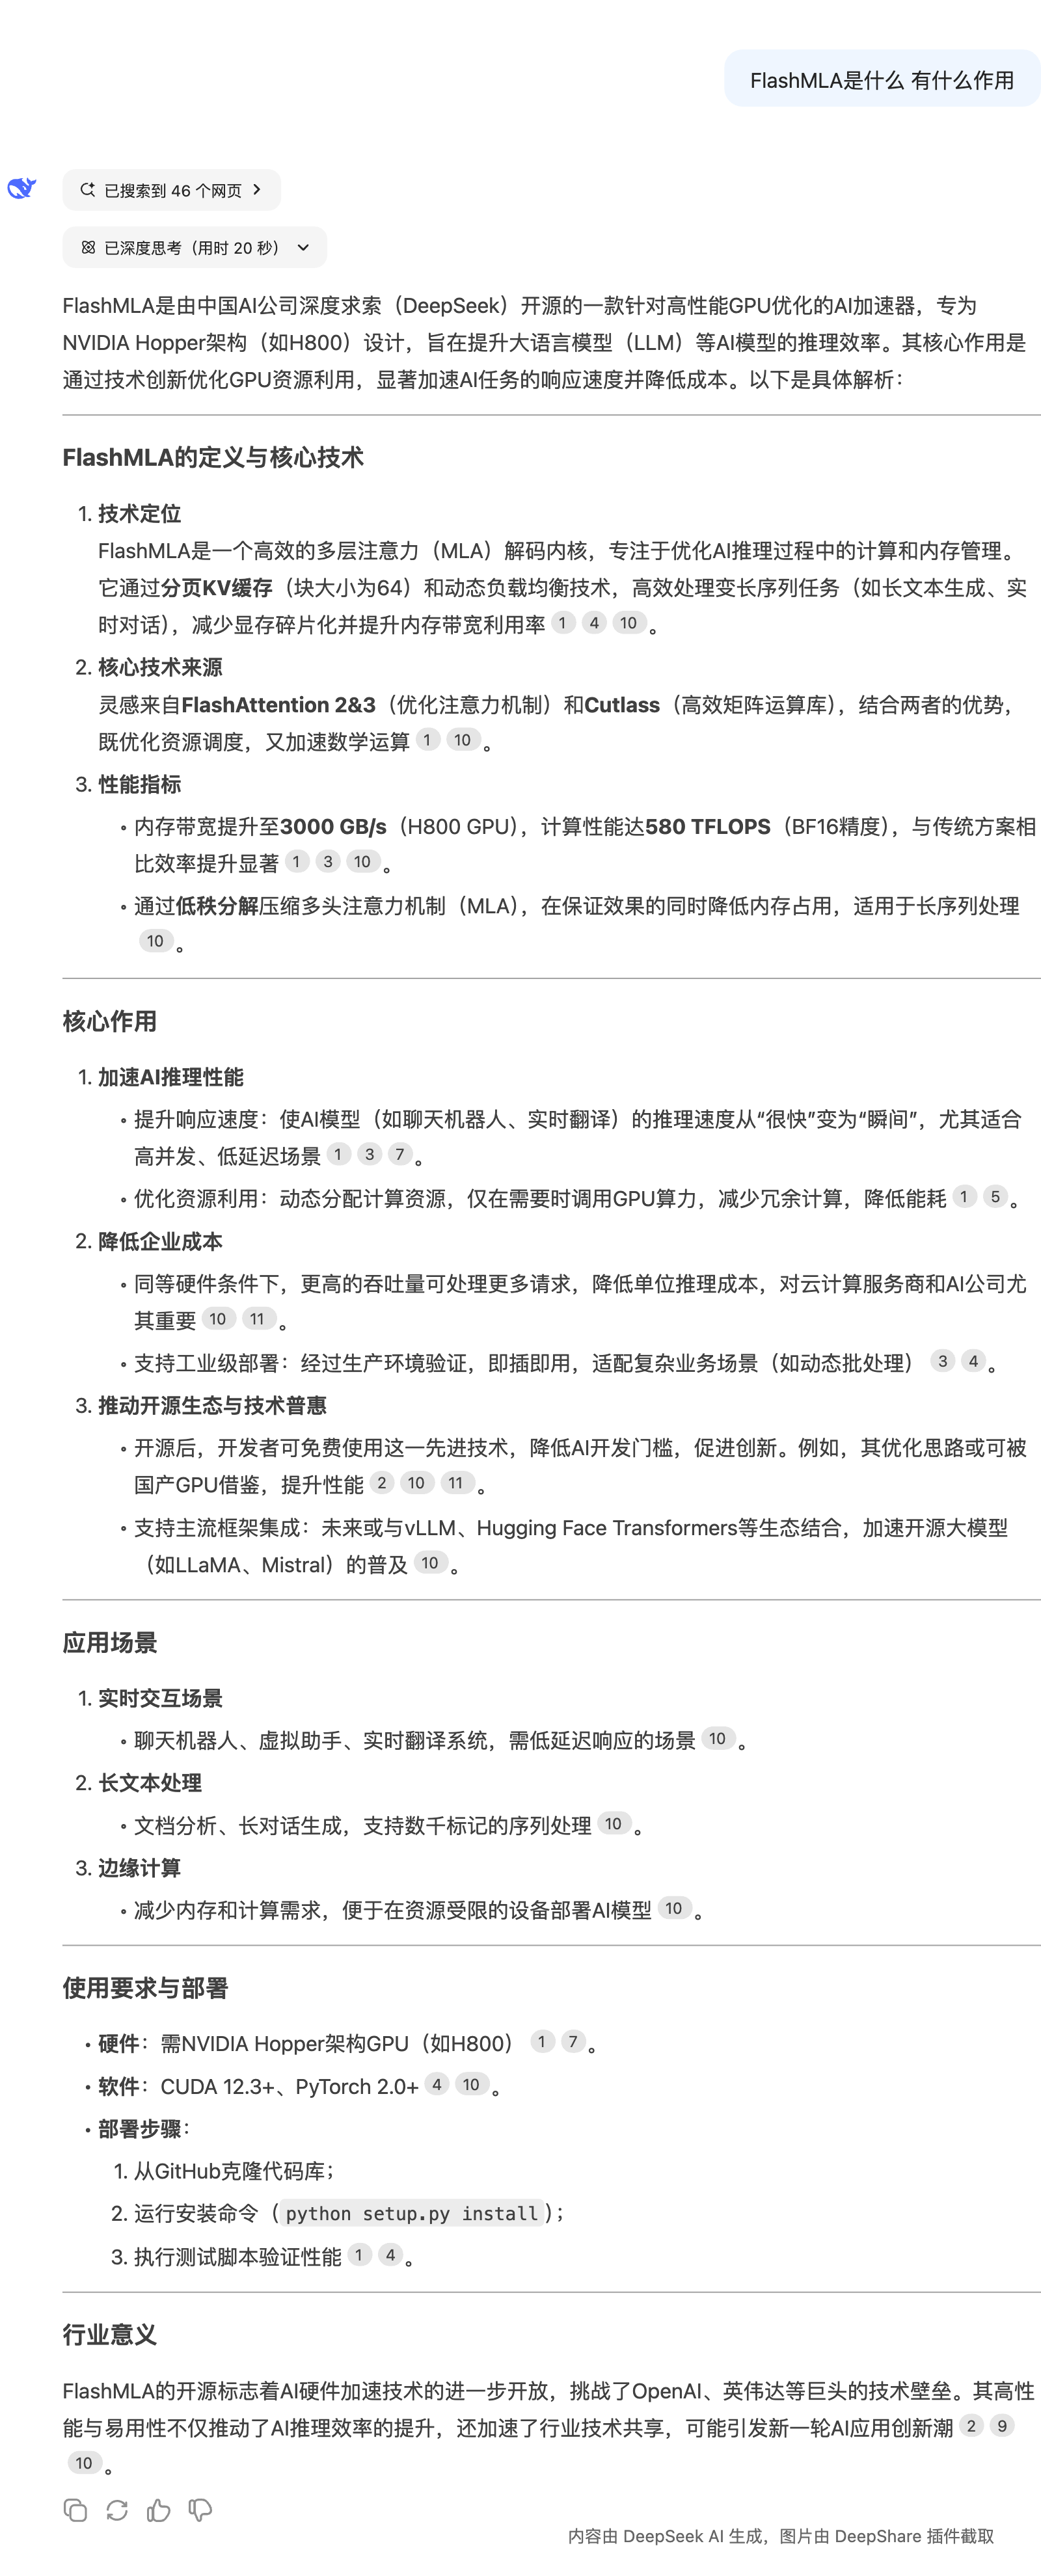 FlashMLA是什么 有什么作用
已搜索到 46 个网页
已深度思考（用时 20 秒）
FlashMLA是由中国AI公司深度求索（DeepSeek）开源的一款针对高性能GPU优化的AI加速器，专为
NVIDIA Hopper架构（如H800）设计，旨在提升大语言模型（LLM）等AI模型的推理效率。其核心作用是
通过技术创新优化GPU资源利用，显著加速AI任务的响应速度并降低成本。以下是具体解析：
FlashMLA的定义与核心技术
1. 技术定位
FlashMLA是一个高效的多层注意力（MLA）解码内核，专注于优化AI推理过程中的计算和内存管理。
它通过分页KV缓存（块大小为64）和动态负载均衡技术，高效处理变长序列任务（如长文本生成、实
时对话），减少显存碎片化并提升内存带宽利用率 1 4 10 。
2. 核心技术来源
灵感来自FlashAttention 2&3（优化注意力机制）和Cutlass（高效矩阵运算库），结合两者的优势，
既优化资源调度，又加速数学运算 1 10 。
3. 性能指标
• 内存带宽提升至3000 GB/s（H800 GPU），计算性能达580 TFLOPS（BF16精度），与传统方案相
比效率提升显著 1 3 10 。
• 通过低秩分解压缩多头注意力机制（MLA），在保证效果的同时降低内存占用，适用于长序列处理
10 。
核心作用
1. 加速AI推理性能
• 提升响应速度：使AI模型（如聊天机器人、实时翻译）的推理速度从“很快”变为“瞬间”，尤其适合
高并发、低延迟场景 1 3 7 。
• 优化资源利用：动态分配计算资源，仅在需要时调用GPU算力，减少冗余计算，降低能耗 1 5 。
2. 降低企业成本
• 同等硬件条件下，更高的吞吐量可处理更多请求，降低单位推理成本，对云计算服务商和AI公司尤
其重要 10 11 。
• 支持工业级部署：经过生产环境验证，即插即用，适配复杂业务场景（如动态批处理） 3 4 。
3. 推动开源生态与技术普惠
• 开源后，开发者可免费使用这一先进技术，降低AI开发门槛，促进创新。例如，其优化思路或可被
国产GPU借鉴，提升性能 2 10 11 。
• 支持主流框架集成：未来或与vLLM、Hugging Face Transformers等生态结合，加速开源大模型
（如LLaMA、Mistral）的普及 10 。
应用场景
1. 实时交互场景
• 聊天机器人、虚拟助手、实时翻译系统，需低延迟响应的场景 10 。
2. 长文本处理
• 文档分析、长对话生成，支持数千标记的序列处理 10 。
3. 边缘计算
• 减少内存和计算需求，便于在资源受限的设备部署AI模型 10 。
使用要求与部署
• 硬件：需NVIDIA Hopper架构GPU（如H800） 1 7 。
• 软件：CUDA 12.3+、PyTorch 2.0+ 4 10 。
• 部署步骤：
1. 从GitHub克隆代码库；
2. 运行安装命令（python setup.py install）；
3. 执行测试脚本验证性能 1 4 。
行业意义
FlashMLA的开源标志着AI硬件加速技术的进一步开放，挑战了OpenAI、英伟达等巨头的技术壁垒。其高性
能与易用性不仅推动了AI推理效率的提升，还加速了行业技术共享，可能引发新一轮AI应用创新潮 2 9
10 。
内容由 DeepSeek AI 生成，图片由 DeepShare 插件截取